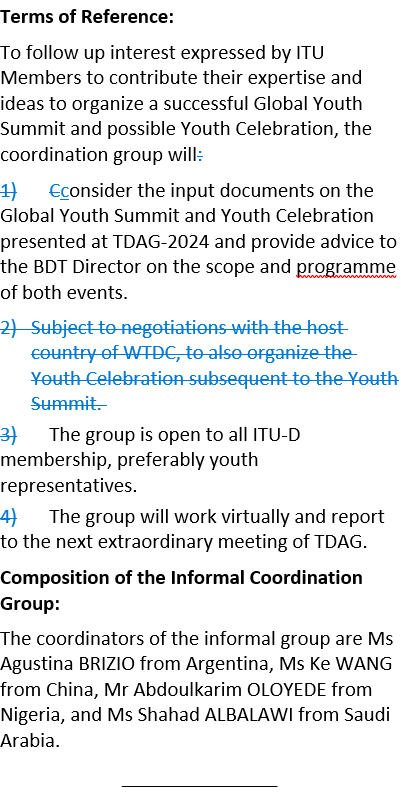 Terms of Reference:
To follow up interest expressed by ITU
Members to contribute their expertise and
ideas to organize a successful Global Youth
Summit and possible Youth Celebration, the
coordination group will:
1) Cconsider the input documents on the
Global Youth Summit and Youth Celebration
presented at TDAG-2024 and provide advice to
the BDT Director on the scope and programme
of both events.
2) Subject to negotiations with the host
country of WTDC, to also organize the
Youth Celebration subsequent to the Youth
Summit.
3) The group is open to all ITU-D
membership, preferably youth
representatives.
4) The group will work virtually and report
to the next extraordinary meeting of TDAG.
Composition of the Informal Coordination
Group:
The coordinators of the informal group are Ms
Agustina BRIZIO from Argentina, Ms Ke WANG
from China, Mr Abdoulkarim OLOYEDE from
Nigeria, and Ms Shahad ALBALAWI from Saudi
Arabia.